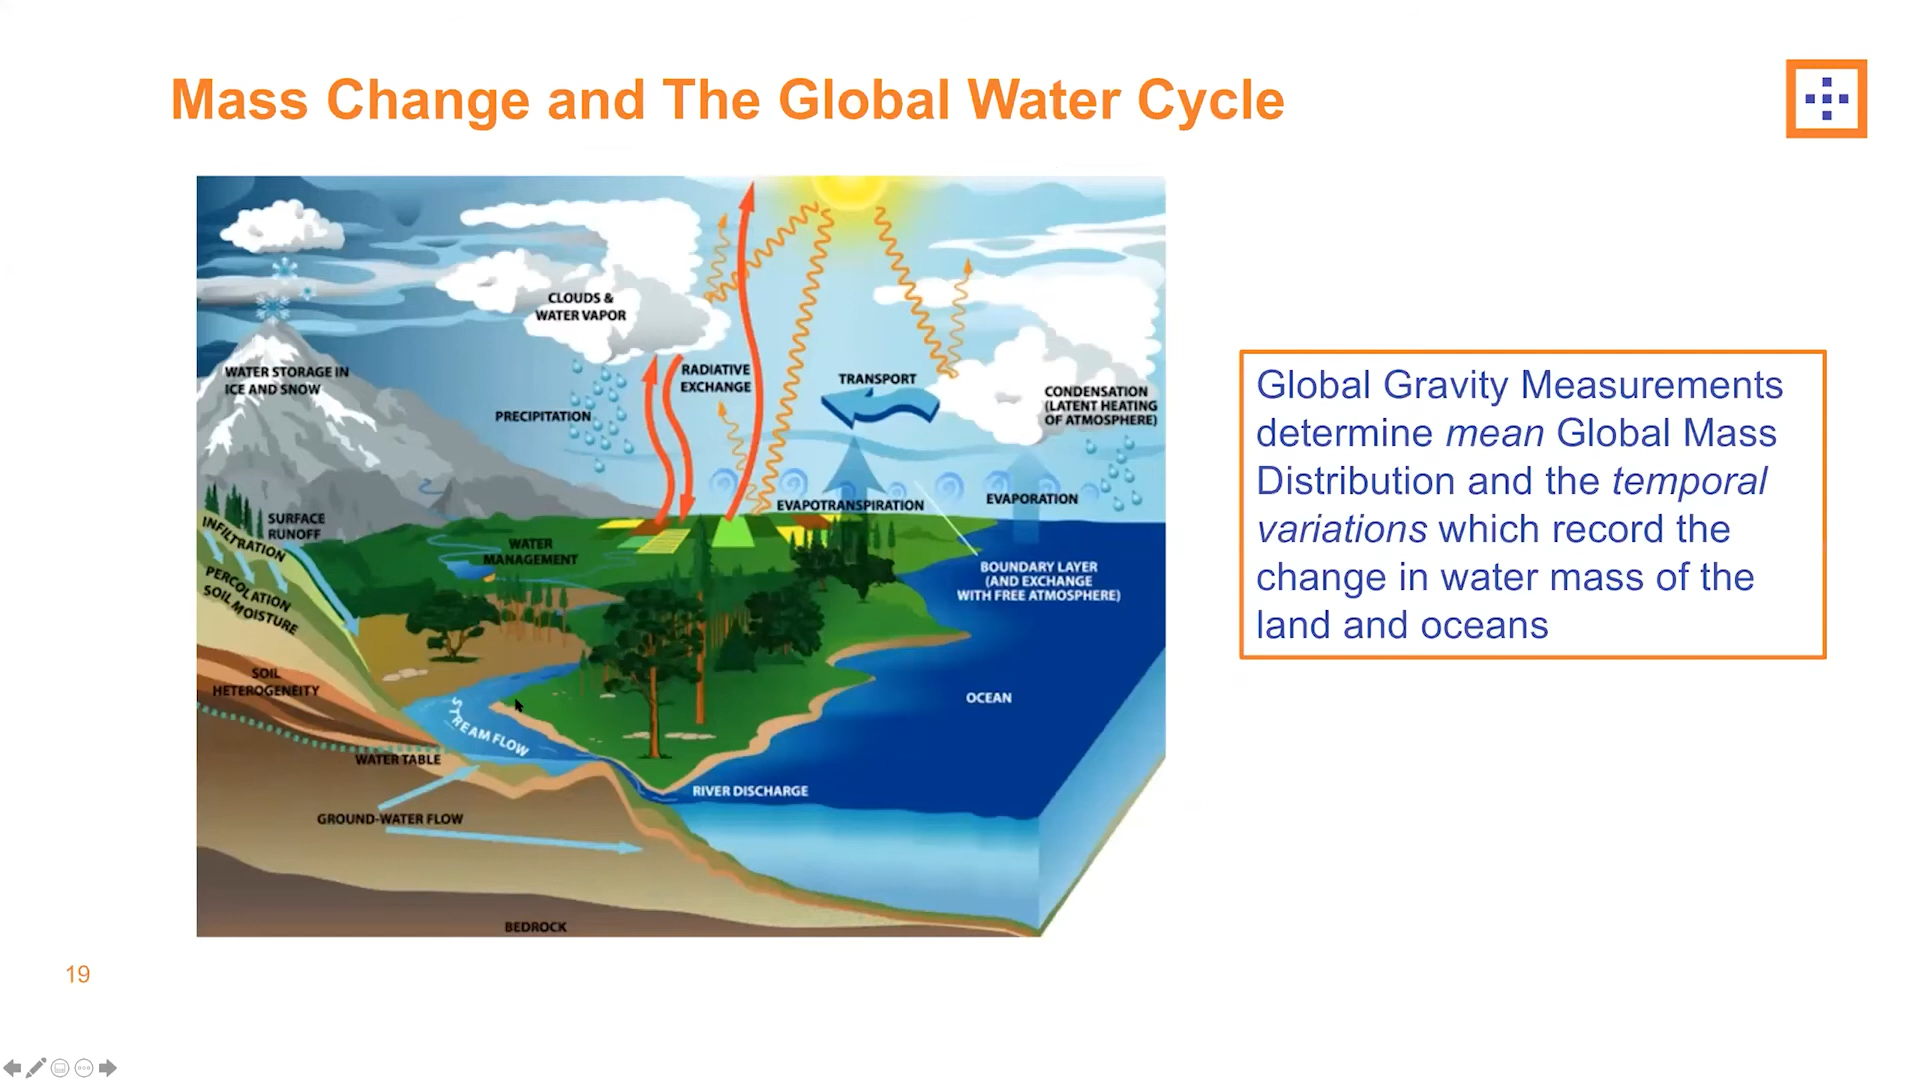 Mass Change and The Global Water Cycle
CLOUDS &
WATER VAPOR
WATER STORAGE IN
ICE AND SNOW
RADIATIVE
EXCHANGE
PRECIPITATION
TRANSPORT
CONDENSATION
(LATENT HEATING
OF ATMOSPHERE)
EVAPOTRANSPIRATION
EVAPORATION
SURFACE
RUNOFF
INFILTRATION
WATER
MANAGEMENT
PERCOLATION
SOIL MOISTURE
BOUNDARY LAYER
(AND EXCHANGE
WITH FREE ATMOSPHERE)
SOIL
HETEROGENEITY
OCEAN
STREAM FLOW
WATER TABLE
RIVER DISCHARGE
GROUND-WATER FLOW
BEDROCK
Global Gravity Measurements
determine mean Global Mass
Distribution and the temporal
variations which record the
change in water mass of the
land and oceans
19